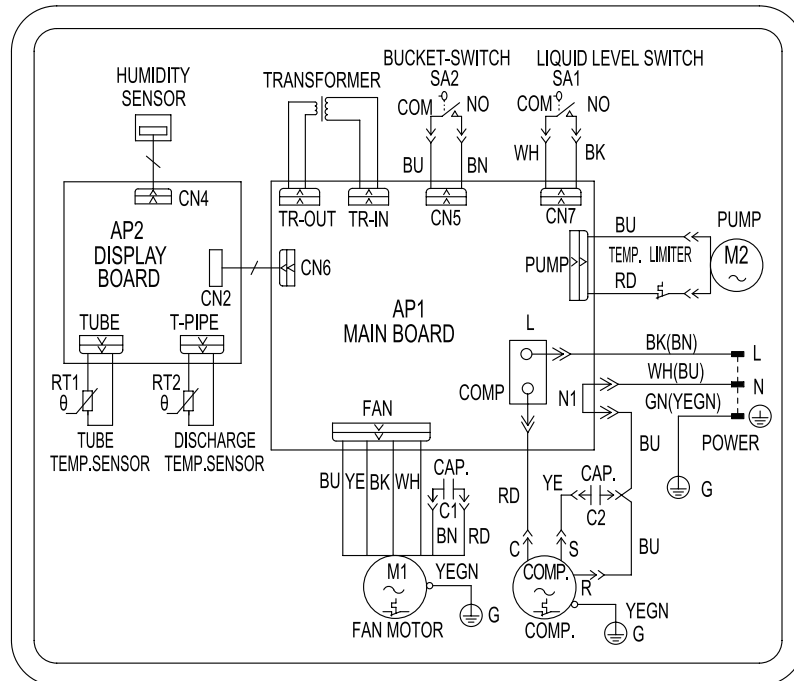 BUCKET-SWITCH
SA2
LIQUID LEVEL SWITCH
SA1
HUMIDITY
SENSOR
TRANSFORMER
COM NO
COM NO
BU BN
WH BK
CN4
TR-OUT TR-IN CN5 CN7
AP2
DISPLAY
BOARD
CN2
CN6
PUMP
BU
TEMP. LIMITER
RD
PUMP
M2
AP1
MAIN BOARD
TUBE T-PIPE
RT1
θ
RT2
θ
TUBE
TEMP.SENSOR
DISCHARGE
TEMP.SENSOR
L
COMP
N1
BK(BN)
WH(BU)
GN(YEGN)
L
N
POWER
G
FAN
BU YE BK WH
CAP.
C1
BN RD
M1
YEGN
G
FAN MOTOR
RD
YE
CAP.
C2
BU
BU
C S
R
COMP.
YEGN
G
COMP.